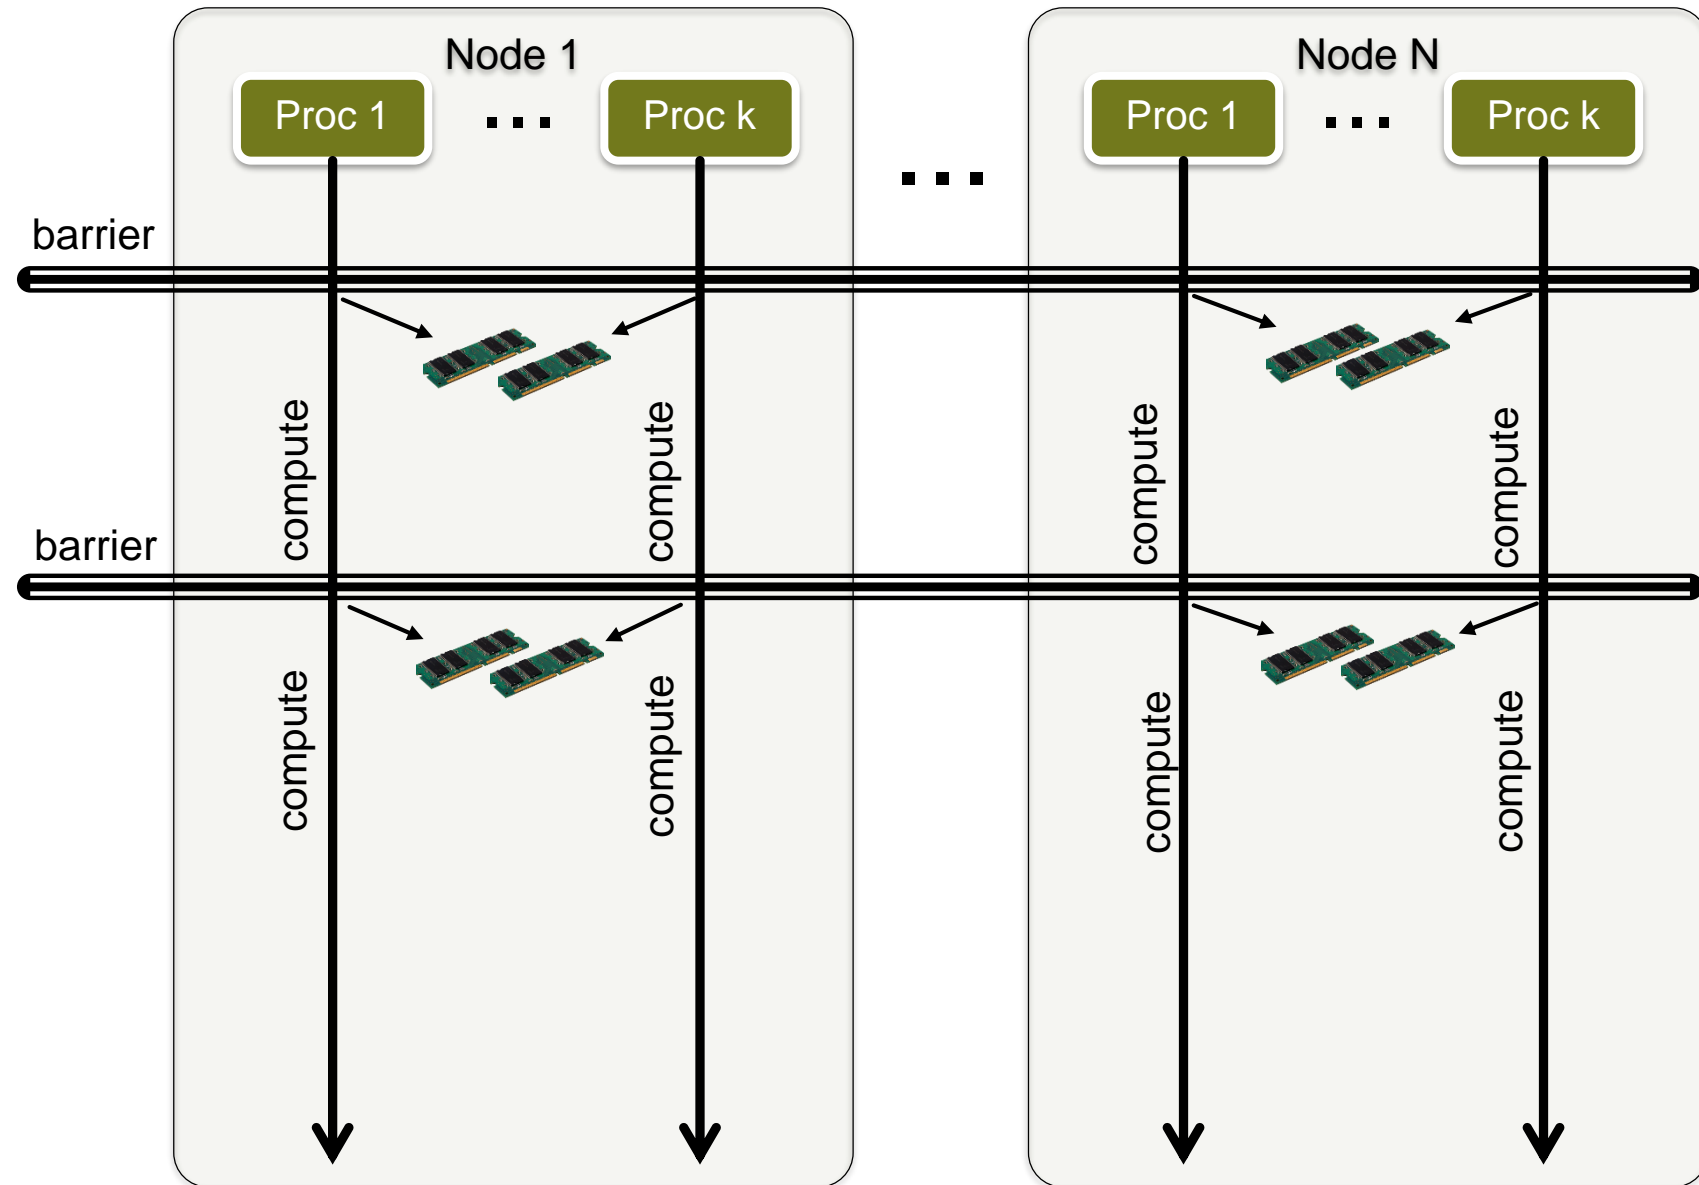 Node 1
Node N
Proc 1
...
Proc k
...
Proc 1
...
Proc k
barrier
compute
compute
compute
compute
barrier
compute
compute
compute
compute